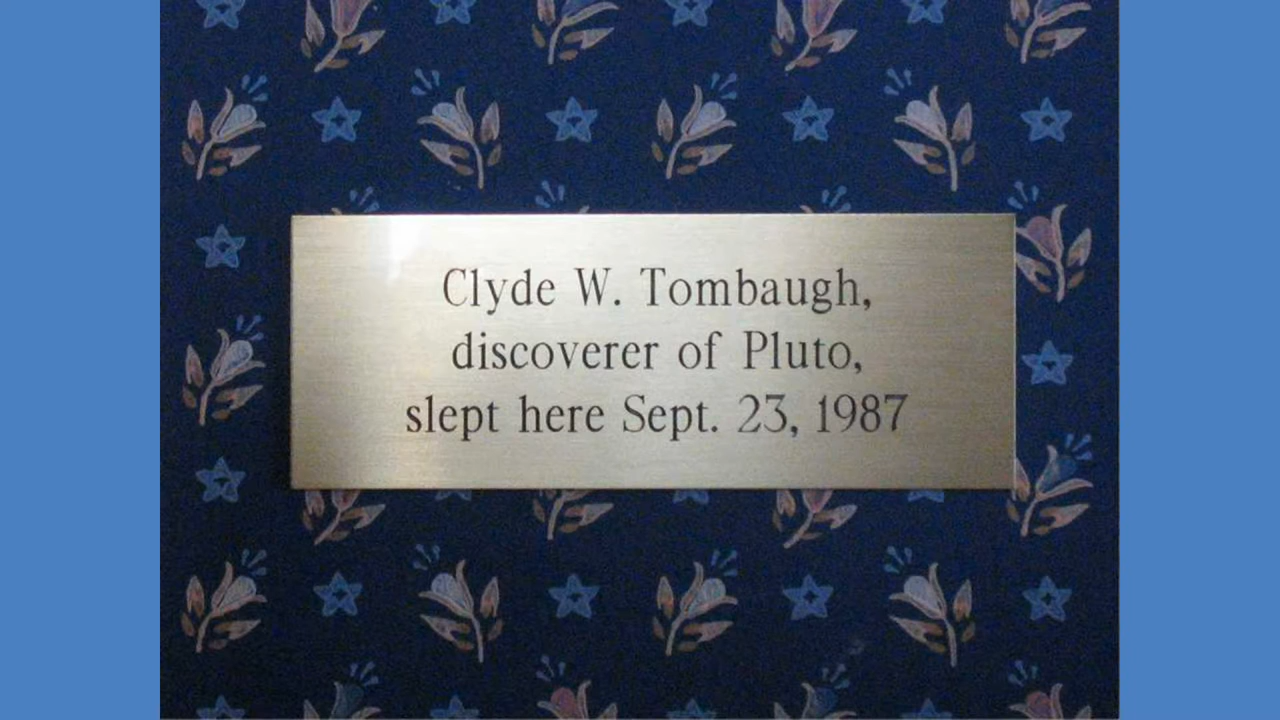 Clyde W. Tombaugh,
discoverer of Pluto,
slept here Sept. 23, 1987